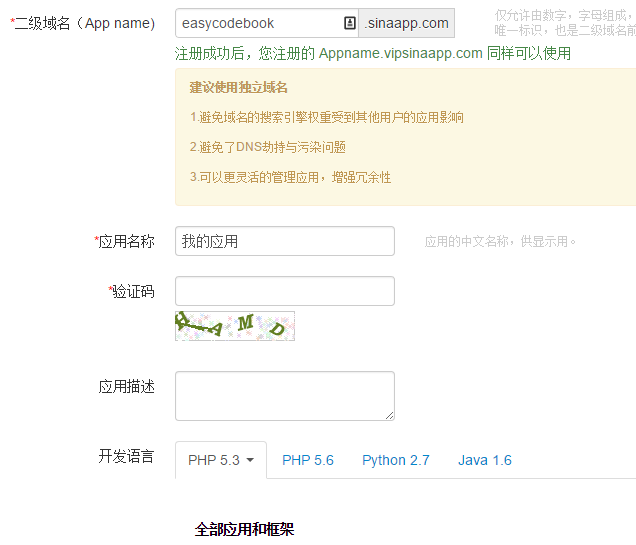 *二级域名（App name) easycodebook .sinaapp.com 仅允许由数字，字母组成，
唯一标识，也是二级域名前
注册成功后，您注册的 Appname.vipsinaapp.com 同样可以使用
建议使用独立域名
1.避免域名的搜索引擎权重受到其他用户的应用影响
2.避免了DNS劫持与污染问题
3.可以更灵活的管理应用，增强冗余性
*应用名称 我的应用 应用的中文名称，供显示用。
*验证码
HAMD
应用描述
开发语言 PHP 5.3 PHP 5.6 Python 2.7 Java 1.6
全部应用和框架